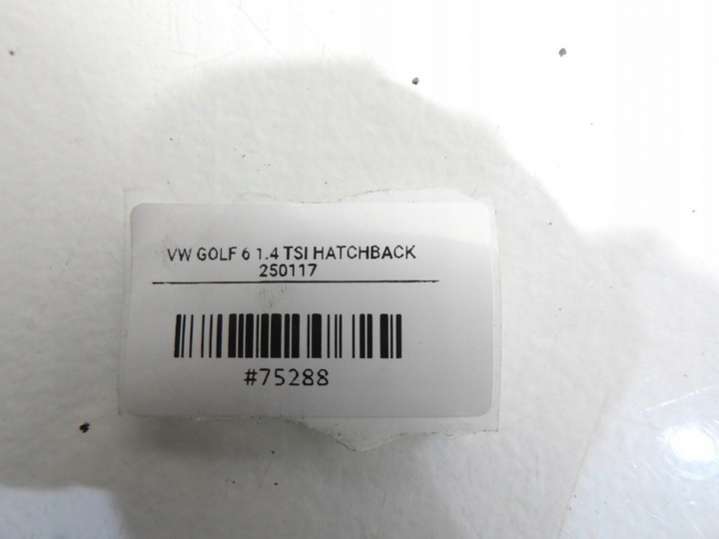 VW GOLF 6 1.4 TSI HATCHBACK
250117
#75288